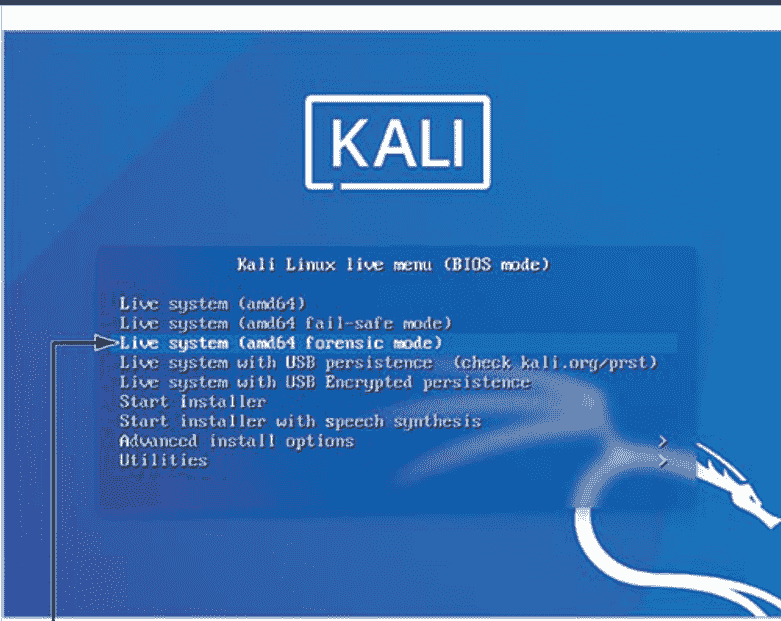 KALI
Kali Linux live menu (BIOS mode)
Live system (amd64)
Live system (amd64 fail-safe mode)
Live system (amd64 forensic mode)
Live system with USB persistence  (check kali.org/prst)
Live system with USB Encrypted persistence
Start installer
Start installer with speech synthesis
Advanced install options >
Utilities >